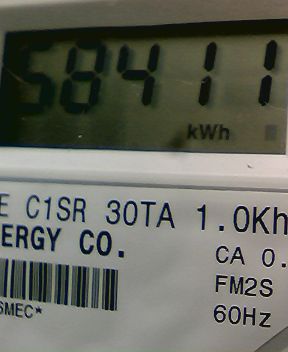 58411
kWh
E C1SR 30TA 1.0Kh
ERGY CO.
CA 0.
FM2S
60Hz
SMEC*